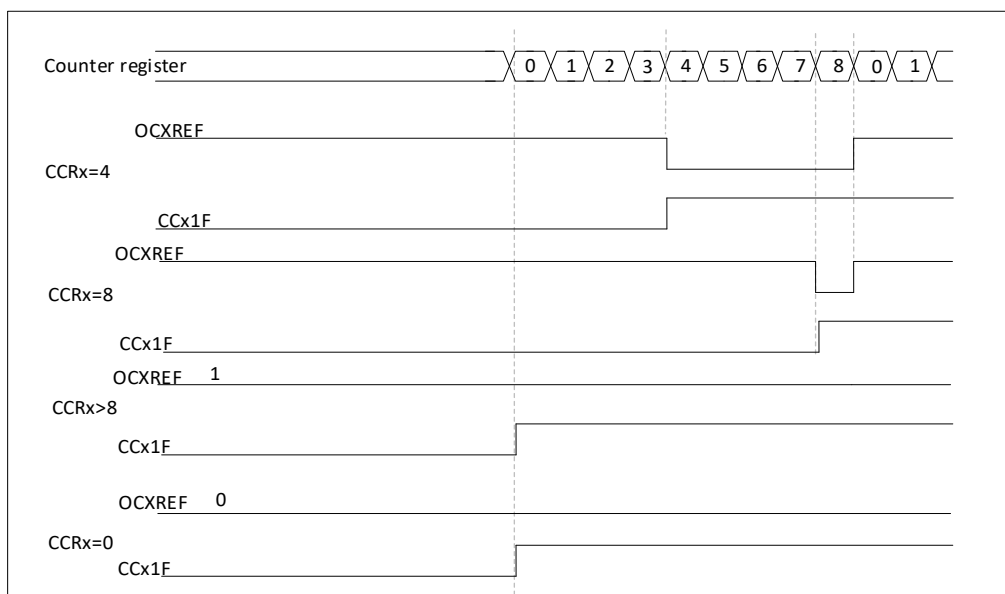 Counter register 0 1 2 3 4 5 6 7 8 0 1
OCXREF
CCRx=4
CCx1F
OCXREF
CCRx=8
CCx1F
OCXREF 1
CCRx>8
CCx1F
OCXREF 0
CCRx=0
CCx1F